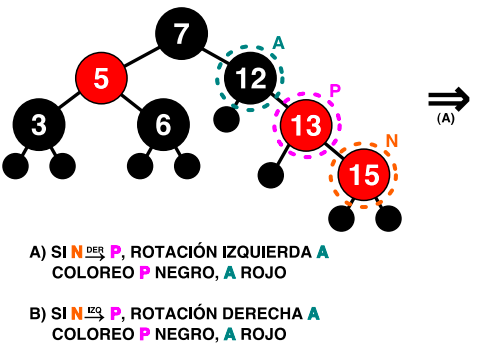 7
A
5
12
P
(A)
3
6
13
N
15
A) SI N DER→ P, ROTACIÓN IZQUIERDA A
COLOREO P NEGRO, A ROJO
B) SI N IZQ→ P, ROTACIÓN DERECHA A
COLOREO P NEGRO, A ROJO